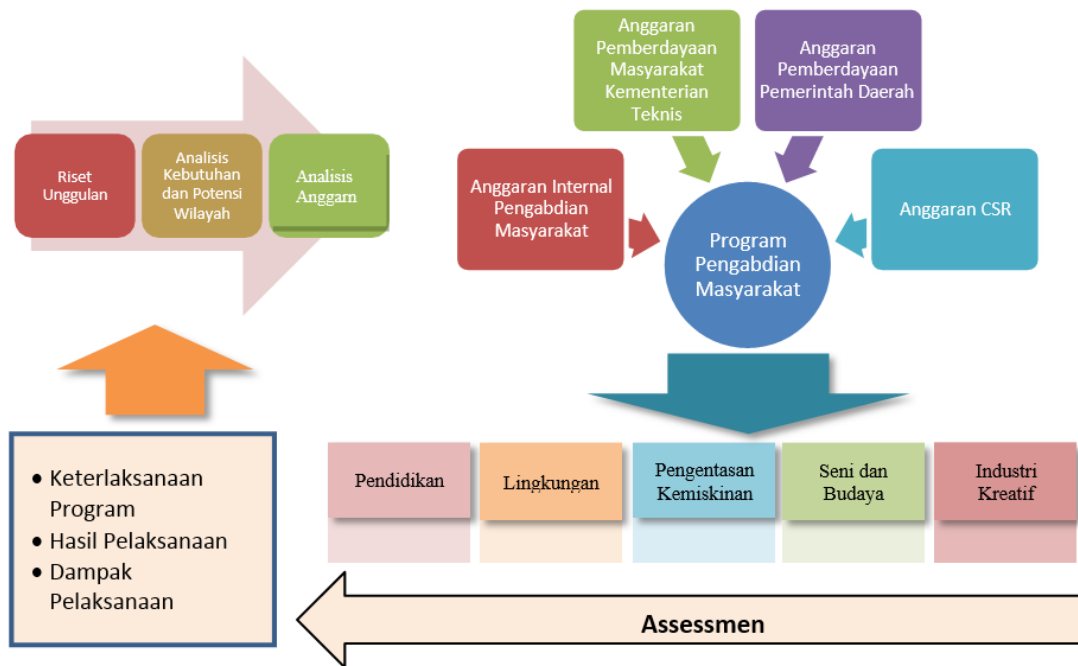 Riset
Unggulan
Analisis
Kebutuhan
dan Potensi
Wilayah
Analisis
Anggarn
Anggaran
Pemberdayaan
Masyarakat
Kementerian
Teknis
Anggaran
Pemberdayaan
Pemerintah Daerah
Anggaran Internal
Pengabdian
Masyarakat
Anggaran CSR
Program
Pengabdian
Masyarakat
Pendidikan
Lingkungan
Pengentasan
Kemiskinan
Seni dan
Budaya
Industri
Kreatif
Assessmen
• Keterlaksanaan
Program
• Hasil Pelaksanaan
• Dampak
Pelaksanaan